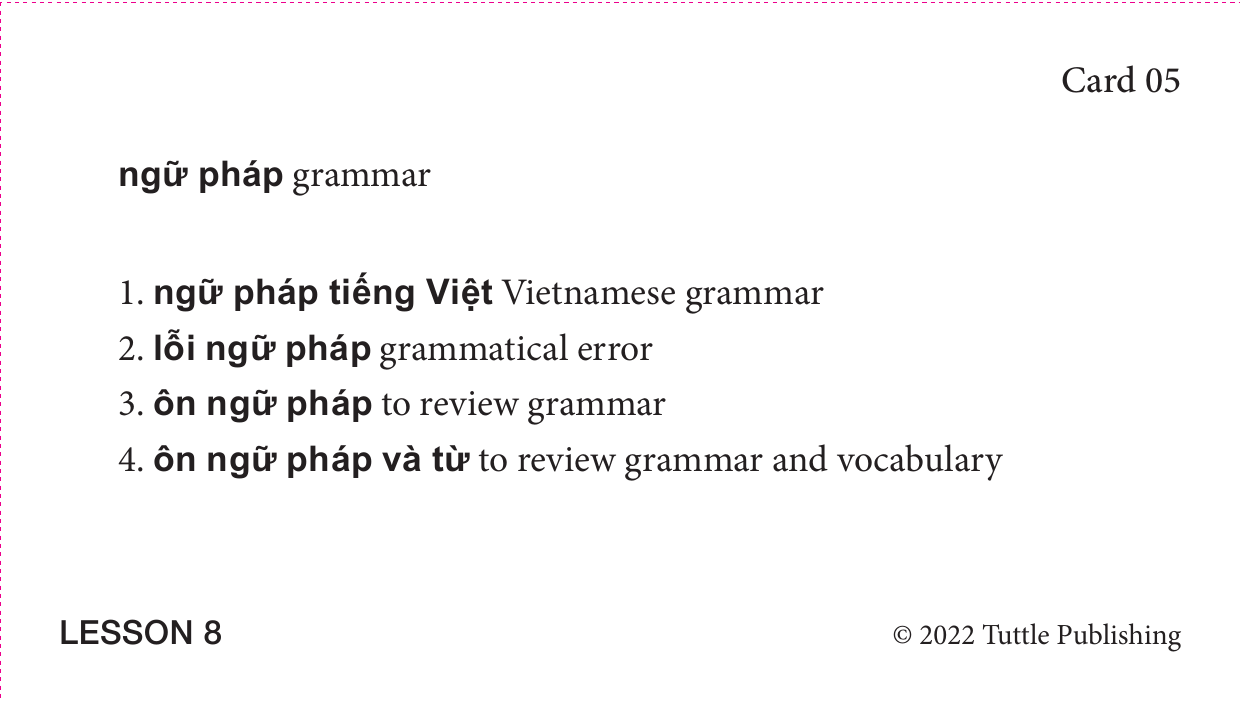 Card 05
ngữ pháp grammar
1. ngữ pháp tiếng Việt Vietnamese grammar
2. lỗi ngữ pháp grammatical error
3. ôn ngữ pháp to review grammar
4. ôn ngữ pháp và từ to review grammar and vocabulary
LESSON 8
© 2022 Tuttle Publishing